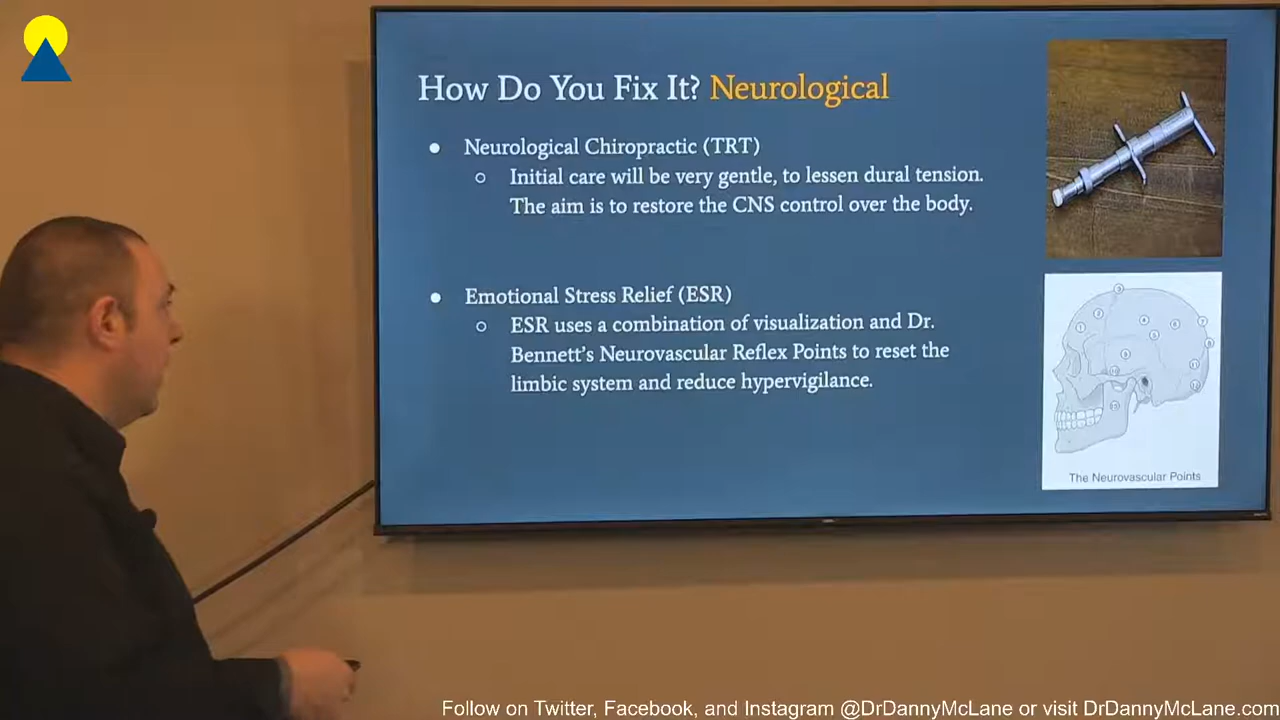 How Do You Fix It? Neurological
● Neurological Chiropractic (TRT)
○ Initial care will be very gentle, to lessen dural tension.
The aim is to restore the CNS control over the body.
● Emotional Stress Relief (ESR)
○ ESR uses a combination of visualization and Dr.
Bennett's Neurovascular Reflex Points to reset the
limbic system and reduce hypervigilance.
The Neurovascular Points
Follow on Twitter, Facebook, and Instagram @DrDannyMcLane or visit DrDannyMcLane.com